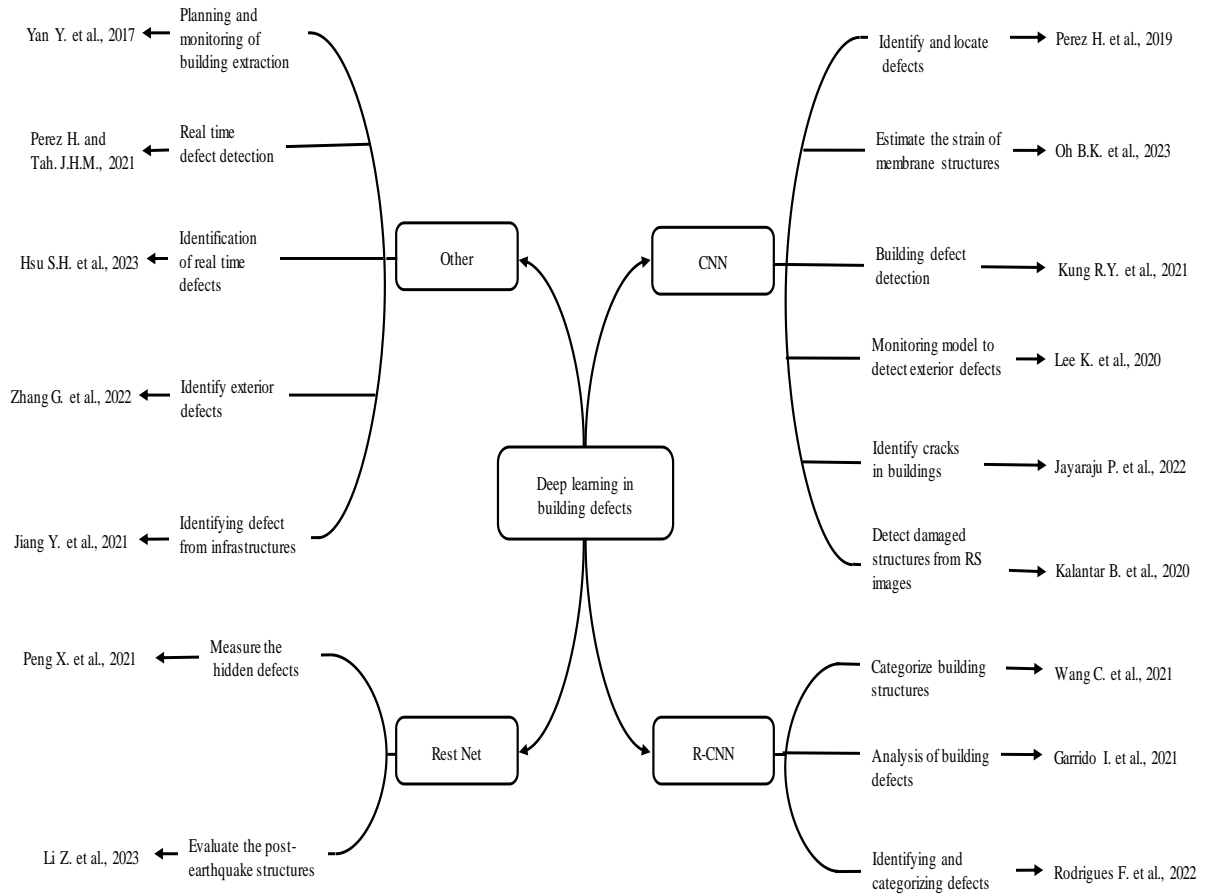 Planning and
monitoring of
building extraction
Yan Y. et al., 2017
Real time
defect detection
Perez H. and
Tah. J.H.M., 2021
Identification
of real time
defects
Hsu S.H. et al., 2023
Identify exterior
defects
Zhang G. et al., 2022
Identifying defect
from infrastructures
Jiang Y. et al., 2021
Other
CNN
Identify and locate
defects
Perez H. et al., 2019
Estimate the strain of
membrane structures
Oh B.K. et al., 2023
Building defect
detection
Kung R.Y. et al., 2021
Monitoring model to
detect exterior defects
Lee K. et al., 2020
Identify cracks
in buildings
Jayaraju P. et al., 2022
Detect damaged
structures from RS
images
Kalantar B. et al., 2020
Deep learning in
building defects
Measure the
hidden defects
Peng X. et al., 2021
Rest Net
Evaluate the post-
earthquake structures
Li Z. et al., 2023
R-CNN
Categorize building
structures
Wang C. et al., 2021
Analysis of building
defects
Garrido I. et al., 2021
Identifying and
categorizing defects
Rodrigues F. et al., 2022